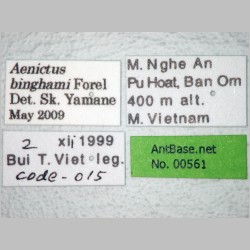 Aenictus
binghami Forel
Det. Sk. Yamane
May 2009
M. Nghe An
Pu Hoat, Ban Om
400 m alt.
M. Vietnam
2 xii 1999
Bui T. Viet leg.
code-015
AntBase.net
No. 00561